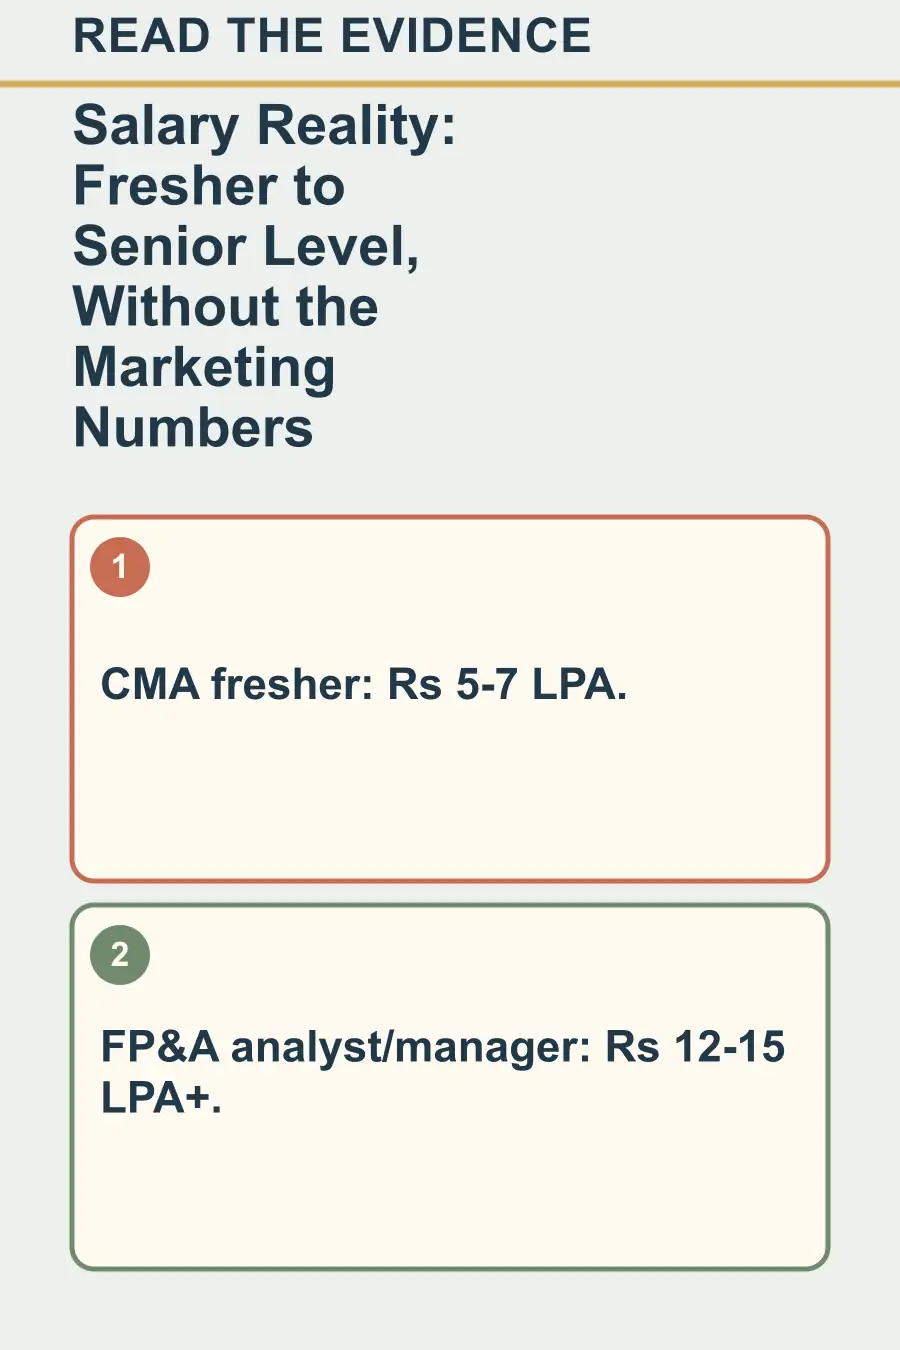 READ THE EVIDENCE
Salary Reality:
Fresher to
Senior Level,
Without the
Marketing
Numbers
1
CMA fresher: Rs 5-7 LPA.
2
FP&A analyst/manager: Rs 12-15
LPA+.